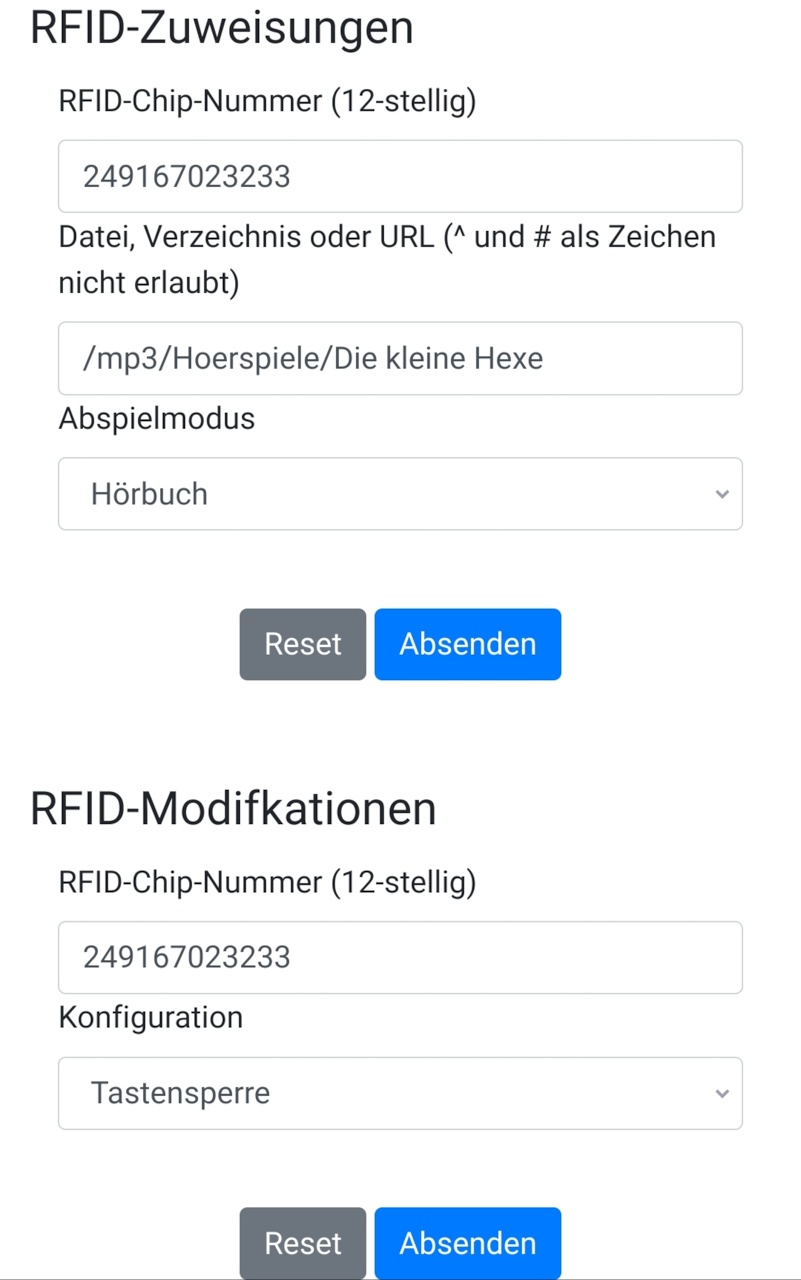 RFID-Zuweisungen
RFID-Chip-Nummer (12-stellig)
249167023233
Datei, Verzeichnis oder URL (^ und # als Zeichen
nicht erlaubt)
/mp3/Hoerspiele/Die kleine Hexe
Abspielmodus
Hörbuch
Reset Absenden
RFID-Modifkationen
RFID-Chip-Nummer (12-stellig)
249167023233
Konfiguration
Tastensperre
Reset Absenden